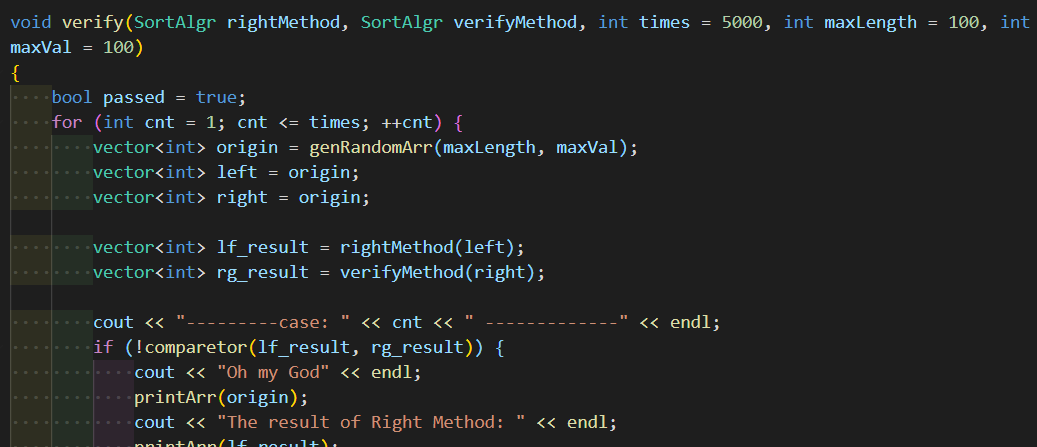 void verify(SortAlgr rightMethod, SortAlgr verifyMethod, int times = 5000, int maxLength = 100, int
maxVal = 100)
{
    bool passed = true;
    for (int cnt = 1; cnt <= times; ++cnt) {
        vector<int> origin = genRandomArr(maxLength, maxVal);
        vector<int> left = origin;
        vector<int> right = origin;

        vector<int> lf_result = rightMethod(left);
        vector<int> rg_result = verifyMethod(right);

        cout << "---------case: " << cnt << " -------------" << endl;
        if (!comparetor(lf_result, rg_result)) {
            cout << "Oh my God" << endl;
            printArr(origin);
            cout << "The result of Right Method: " << endl;
            printArr(lf_result);